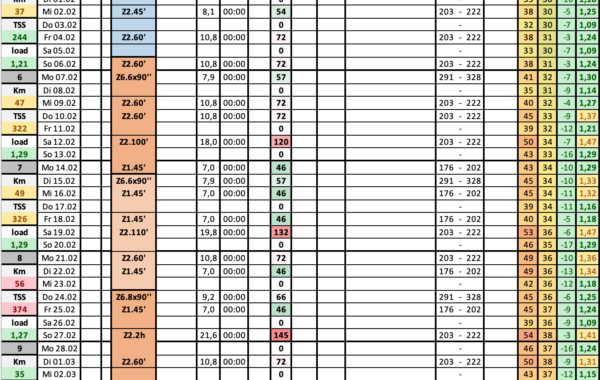 37 Mi 02.02 Z2.45' 8,1 00:00 54 203 - 222 38 30 -5 1,25
TSS Do 03.02 0 - 32 30 -7 1,09
244 Fr 04.02 Z2.60' 10,8 00:00 72 203 - 222 38 31 -3 1,24
load Sa 05.02 0 - 33 30 -7 1,09
1,21 So 06.02 Z2.60' 10,8 00:00 72 203 - 222 38 31 -3 1,24
6 Mo 07.02 Z6.6x90" 7,9 00:00 57 291 - 328 41 32 -7 1,30
Km Di 08.02 0 - 35 31 -9 1,14
47 Mi 09.02 Z2.60' 10,8 00:00 72 203 - 222 40 32 -4 1,27
TSS Do 10.02 Z2.60' 10,8 00:00 72 203 - 222 45 33 -9 1,37
322 Fr 11.02 0 - 39 32 -12 1,21
load Sa 12.02 Z2.100' 18,0 00:00 120 203 - 222 50 34 -7 1,47
1,29 So 13.02 0 - 43 33 -16 1,29
7 Mo 14.02 Z1.45' 7,0 00:00 46 176 - 202 43 34 -10 1,29
Km Di 15.02 Z6.6x90" 7,9 00:00 57 291 - 328 45 34 -10 1,33
49 Mi 16.02 Z1.45' 7,0 00:00 46 176 - 202 45 34 -11 1,32
TSS Do 17.02 0 - 39 34 -11 1,16
326 Fr 18.02 Z1.45' 7,0 00:00 46 176 - 202 40 34 -5 1,18
load Sa 19.02 Z2.110' 19,8 00:00 132 203 - 222 53 36 -6 1,47
1,29 So 20.02 0 - 46 35 -17 1,29
8 Mo 21.02 Z2.60' 10,8 00:00 72 203 - 222 49 36 -10 1,36
Km Di 22.02 Z1.45' 7,0 00:00 46 203 - 222 49 36 -13 1,34
56 Mi 23.02 0 - 42 36 -12 1,18
TSS Do 24.02 Z6.8x90" 9,2 00:00 66 291 - 328 45 36 -6 1,25
374 Fr 25.02 Z1.45' 7,0 00:00 46 176 - 202 45 37 -9 1,24
load Sa 26.02 0 - 39 36 -9 1,09
1,27 So 27.02 Z2.2h 21,6 00:00 145 203 - 222 54 38 -3 1,41
9 Mo 28.02 0 - 46 37 -16 1,24
Km Di 01.03 Z2.60' 10,8 00:00 72 203 - 222 50 38 -9 1,31
35 Mi 02.03 0 - 43 37 -12 1,15